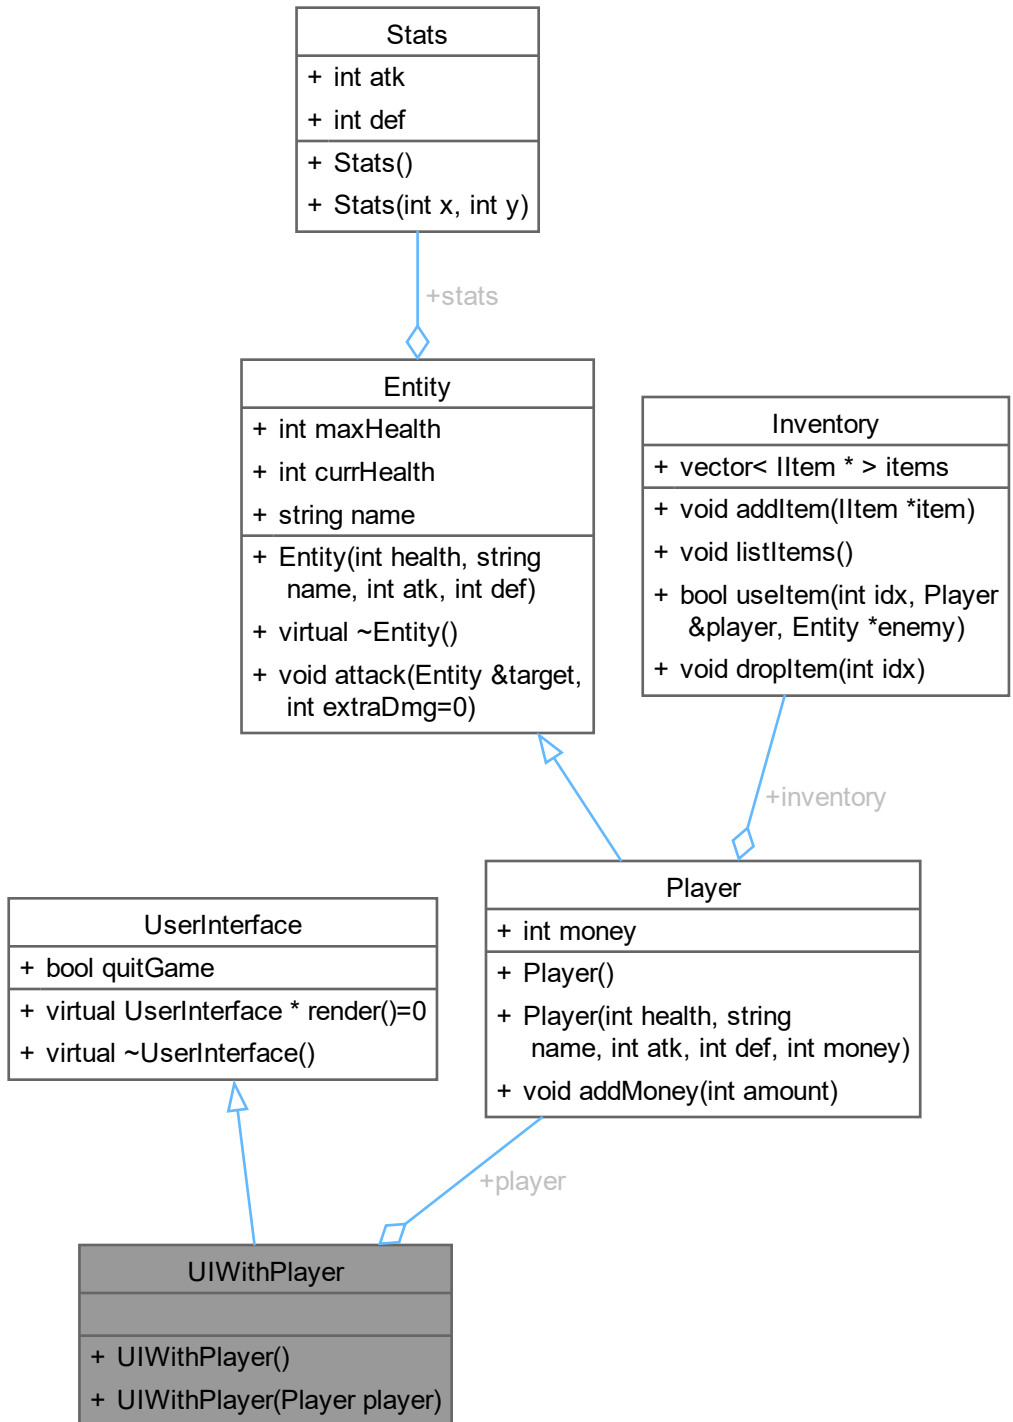 Stats
+ int atk
+ int def
+ Stats()
+ Stats(int x, int y)
+stats
Entity
+ int maxHealth
+ int currHealth
+ string name
+ Entity(int health, string
name, int atk, int def)
+ virtual ~Entity()
+ void attack(Entity &target,
int extraDmg=0)
Inventory
+ vector< IItem * > items
+ void addItem(IItem *item)
+ void listItems()
+ bool useItem(int idx, Player
&player, Entity *enemy)
+ void dropItem(int idx)
+inventory
Player
+ int money
+ Player()
+ Player(int health, string
name, int atk, int def, int money)
+ void addMoney(int amount)
UserInterface
+ bool quitGame
+ virtual UserInterface * render()=0
+ virtual ~UserInterface()
+player
UIWithPlayer
+ UIWithPlayer()
+ UIWithPlayer(Player player)